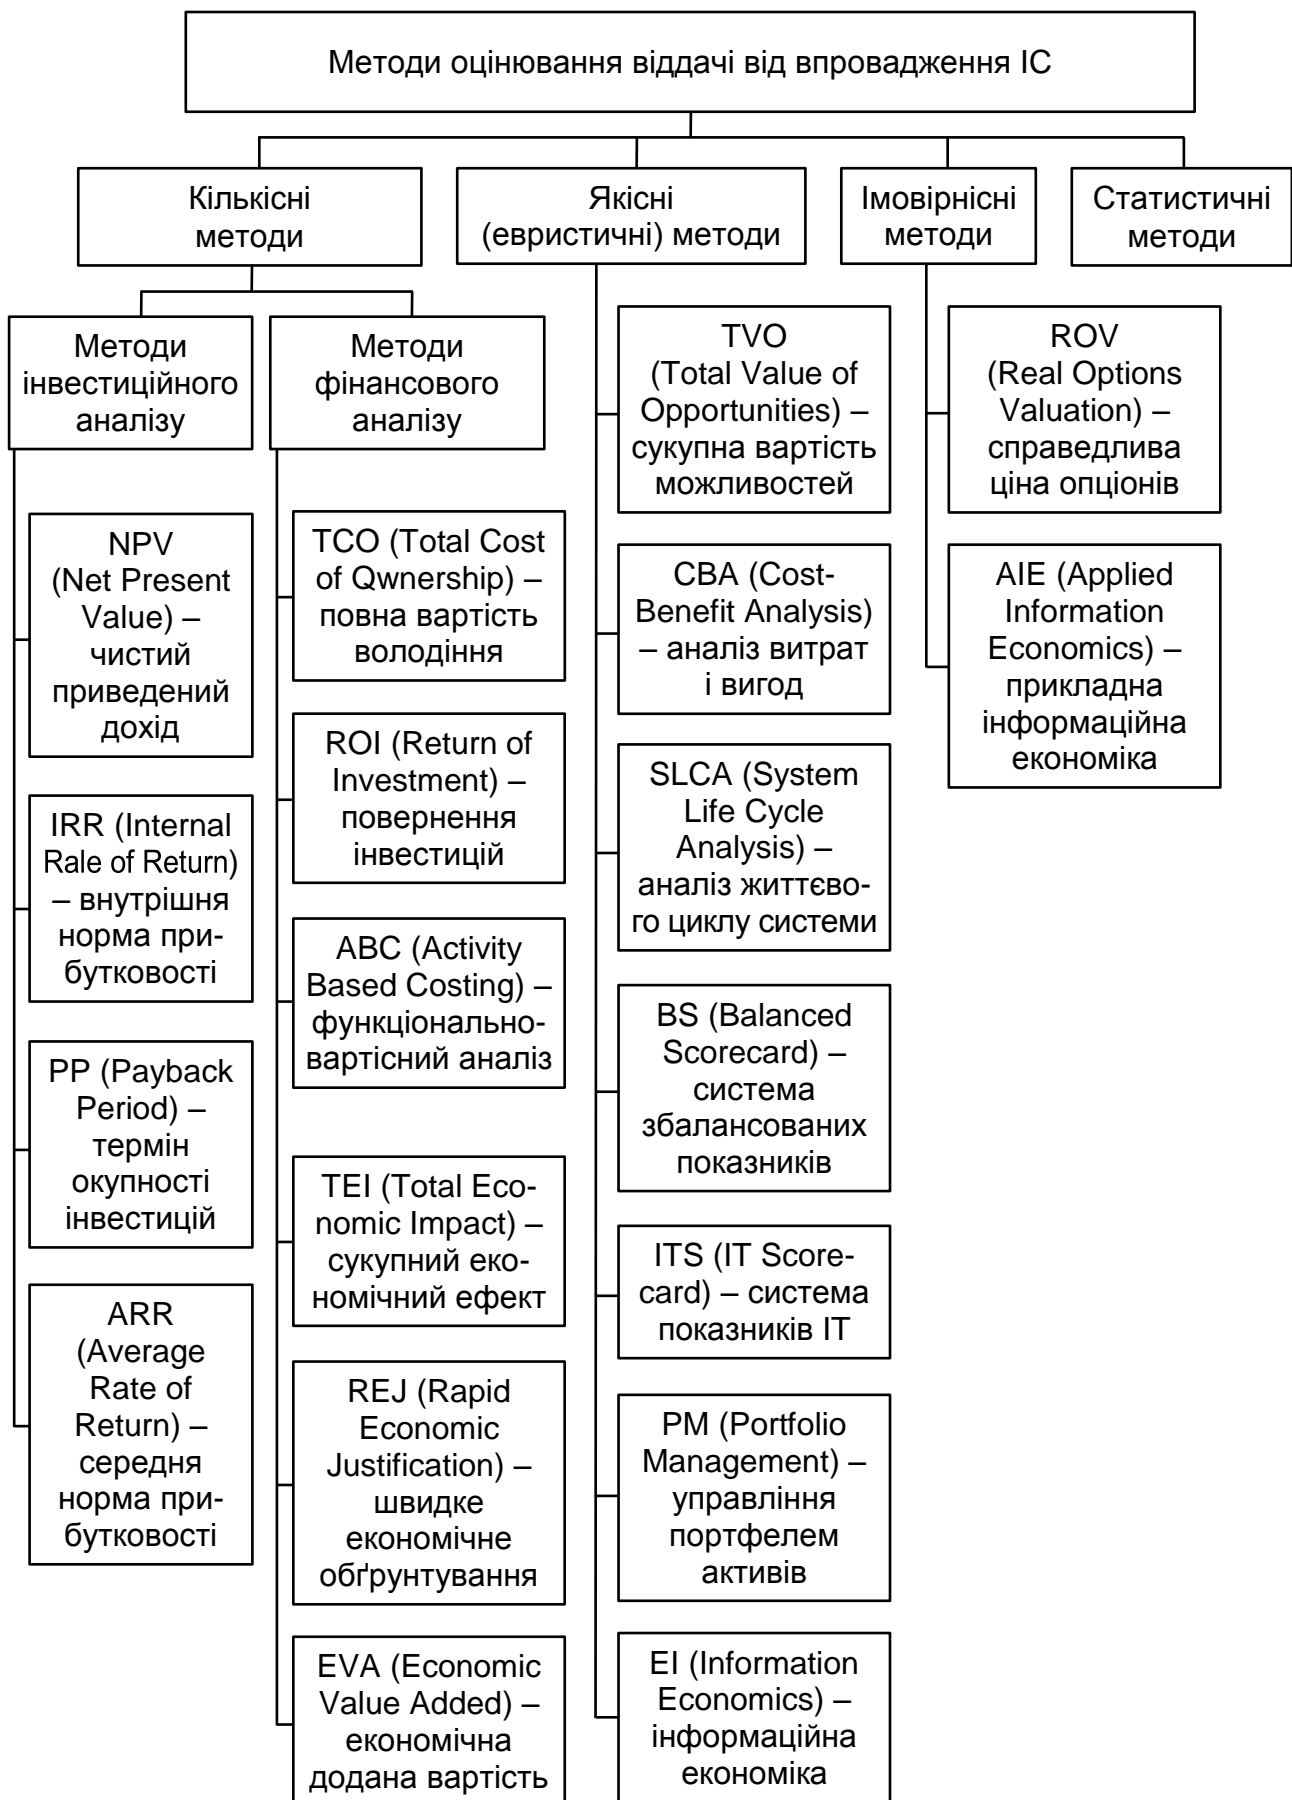 Методи оцінювання віддачі від впровадження ІС
Кількісні
методи
Якісні
(евристичні) методи
Імовірнісні
методи
Статистичні
методи
Методи
інвестиційного
аналізу
NPV
(Net Present
Value) –
чистий
приведений
дохід
IRR (Internal
Rale of Return)
– внутрішня
норма при-
бутковості
PP (Payback
Period) –
термін
окупності
інвестицій
ARR
(Average
Rate of
Return) –
середня
норма при-
бутковості
Методи
фінансового
аналізу
TCO (Total Cost
of Qwnership) –
повна вартість
володіння
ROI (Return of
Investment) –
повернення
інвестицій
ABC (Activity
Based Costing) –
функціонально-
вартісний аналіз
TEI (Total Eco-
nomic Impact) –
сукупний еко-
номічний ефект
REJ (Rapid
Economic
Justification) –
швидке
економічне
обґрунтування
EVA (Economic
Value Added) –
економічна
додана вартість
TVO
(Total Value of
Opportunities) –
сукупна вартість
можливостей
CBA (Cost-
Benefit Analysis)
– аналіз витрат
і вигод
SLCA (System
Life Cycle
Analysis) –
аналіз життєво-
го циклу системи
BS (Balanced
Scorecard) –
система
збалансованих
показників
ITS (IT Score-
card) – система
показників ІТ
PM (Portfolio
Management) –
управління
портфелем
активів
EI (Information
Economics) –
інформаційна
економіка
ROV
(Real Options
Valuation) –
справедлива
ціна опціонів
AIE (Applied
Information
Economics) –
прикладна
інформаційна
економіка